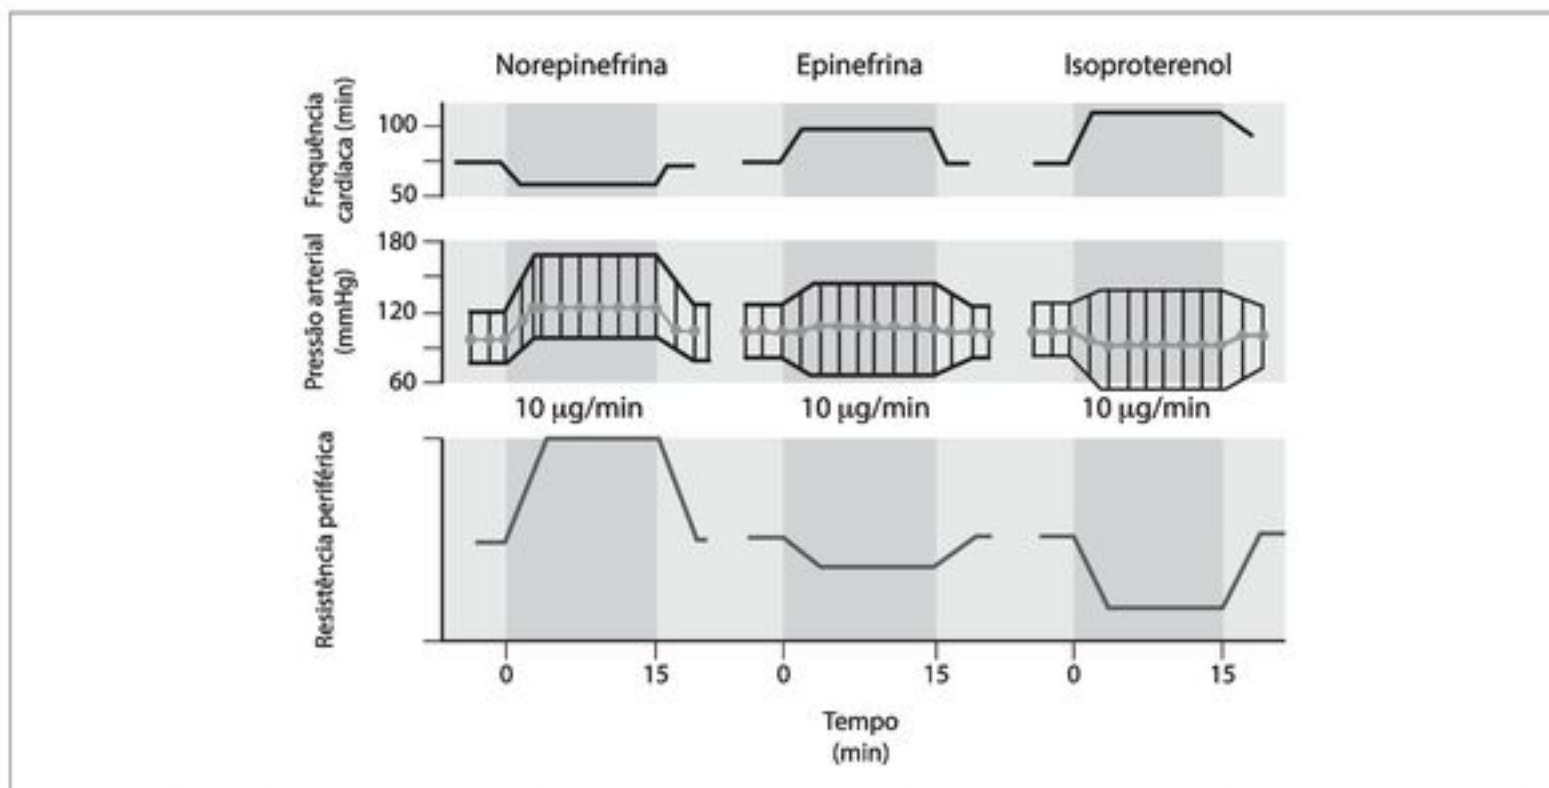 Norepinefrina
Epinefrina
Isoproterenol
Frequência
cardíaca (min)
100
50
Pressão arterial
(mmHg)
180
120
60
10 µg/min
10 µg/min
10 µg/min
Resistência periférica
0
15
0
15
0
15
Tempo
(min)